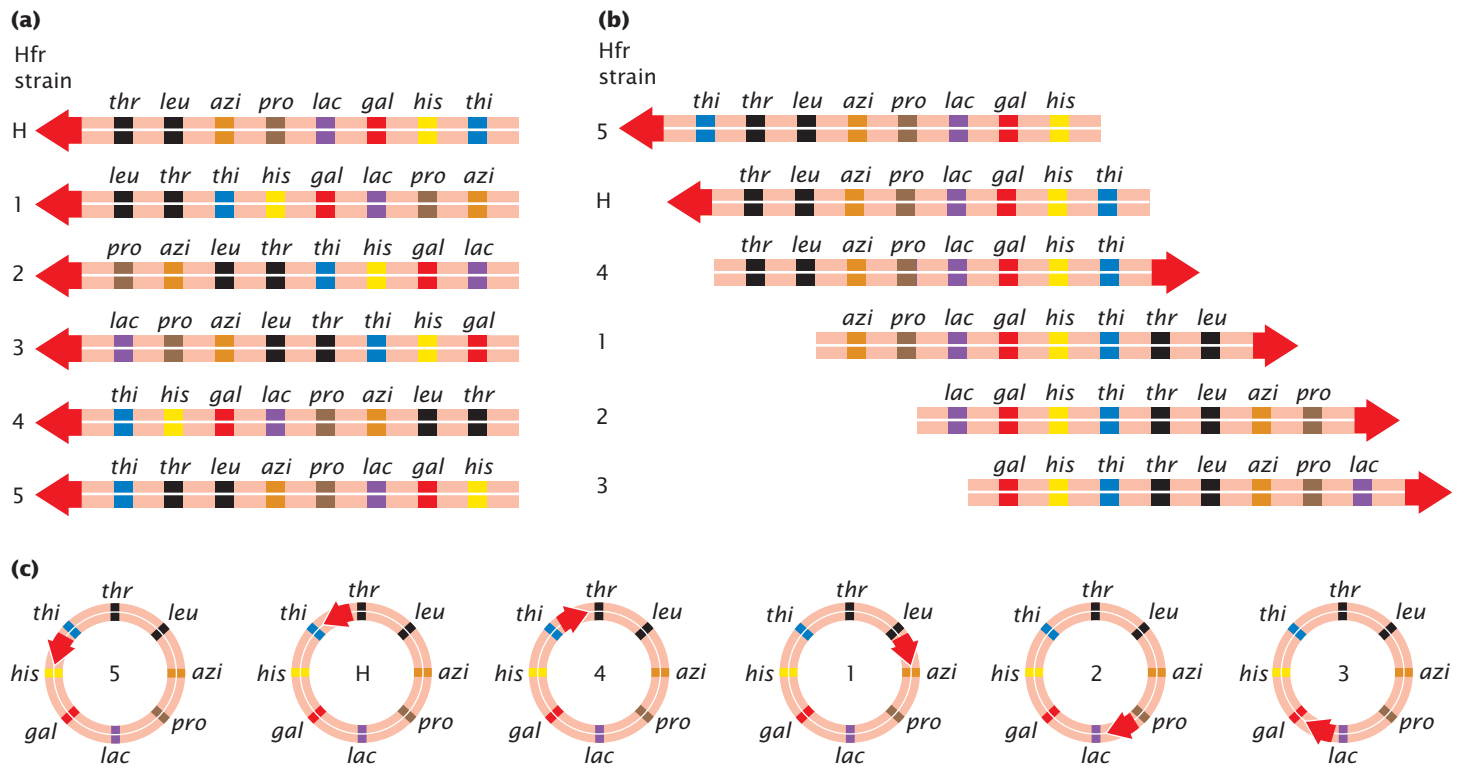 (a)
Hfr
strain
thr leu azi pro lac gal his thi
H
leu thr thi his gal lac pro azi
1
pro azi leu thr thi his gal lac
2
lac pro azi leu thr thi his gal
3
thi his gal lac pro azi leu thr
4
thi thr leu azi pro lac gal his
5
(b)
Hfr
strain
thi thr leu azi pro lac gal his
5
thr leu azi pro lac gal his thi
H
thr leu azi pro lac gal his thi
4
azi pro lac gal his thi thr leu
1
lac gal his thi thr leu azi pro
2
gal his thi thr leu azi pro lac
3
(c)
thr
thi leu
his 5 azi
gal pro
lac
thr
thi leu
his H azi
gal pro
lac
thr
thi leu
his 4 azi
gal pro
lac
thr
thi leu
his 1 azi
gal pro
lac
thr
thi leu
his 2 azi
gal pro
lac
thr
thi leu
his 3 azi
gal pro
lac